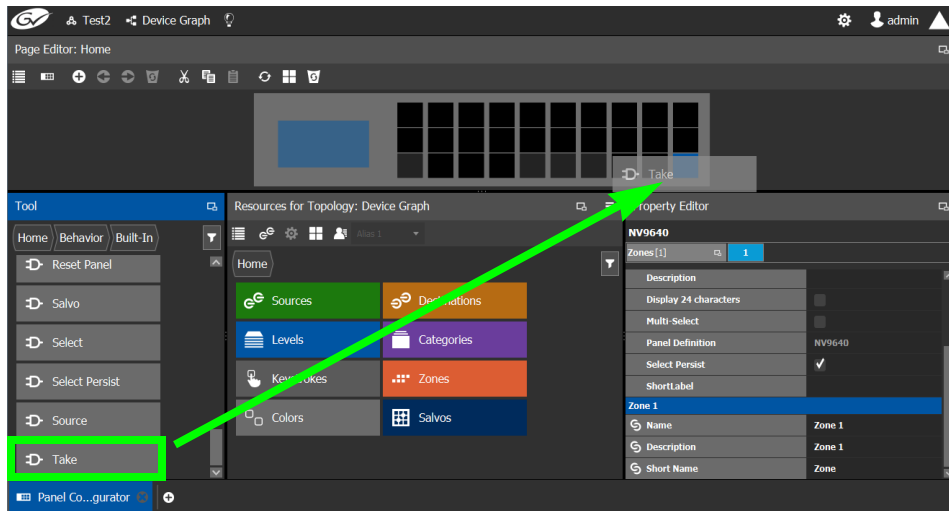 GV Test2 Device Graph admin
Page Editor: Home
Take
Tool
Home Behavior Built-In
Reset Panel
Salvo
Select
Select Persist
Source
Take
Resources for Topology: Device Graph
Alias 1
Home
Sources
Destinations
Levels
Categories
Keystrokes
Zones
Colors
Salvos
Property Editor
NV9640
Zones [1] 1
Description
Display 24 characters
Multi-Select
Panel Definition NV9640
Select Persist
ShortLabel
Zone 1
Name Zone 1
Description Zone 1
Short Name Zone
Panel Co...gurator